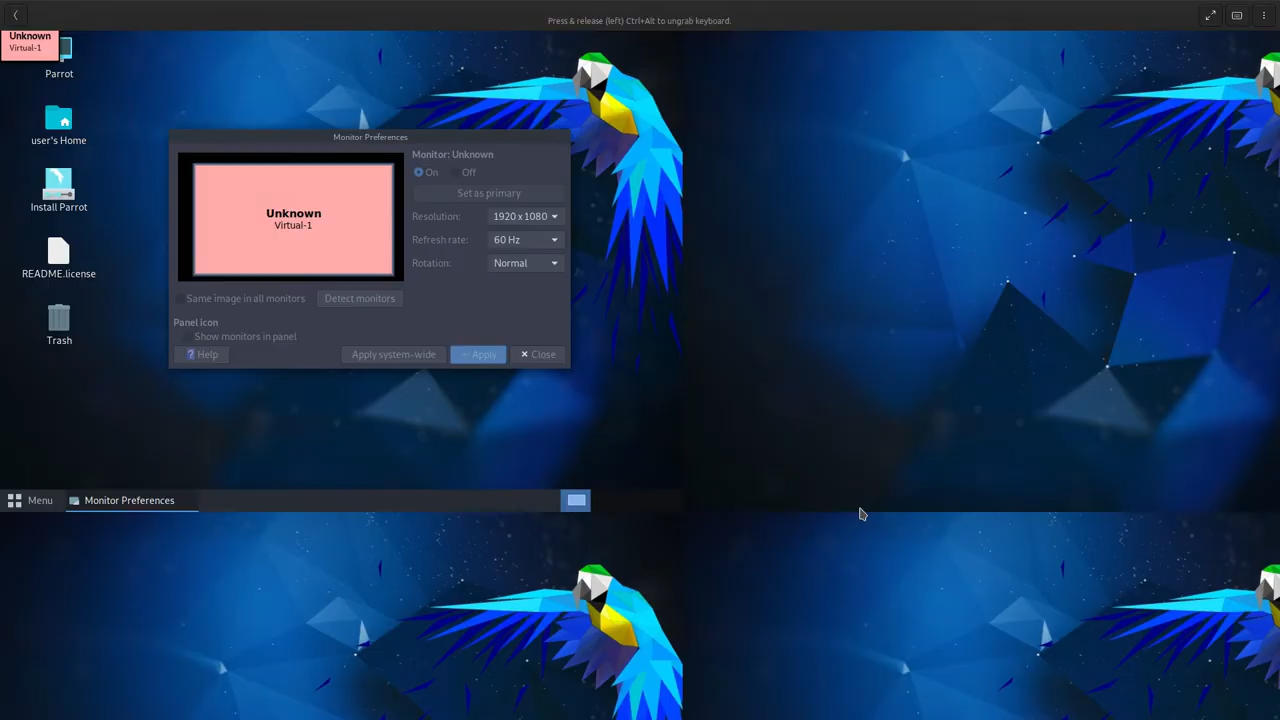 Press & release (left) Ctrl+Alt to ungrab keyboard.
Unknown
Virtual-1
Parrot
user's Home
Install Parrot
README.license
Trash
Monitor Preferences
Unknown
Virtual-1
Monitor: Unknown
On Off
Set as primary
Resolution: 1920 x 1080
Refresh rate: 60 Hz
Rotation: Normal
Same image in all monitors Detect monitors
Panel icon
Show monitors in panel
Help Apply system-wide Apply Close
Menu Monitor Preferences